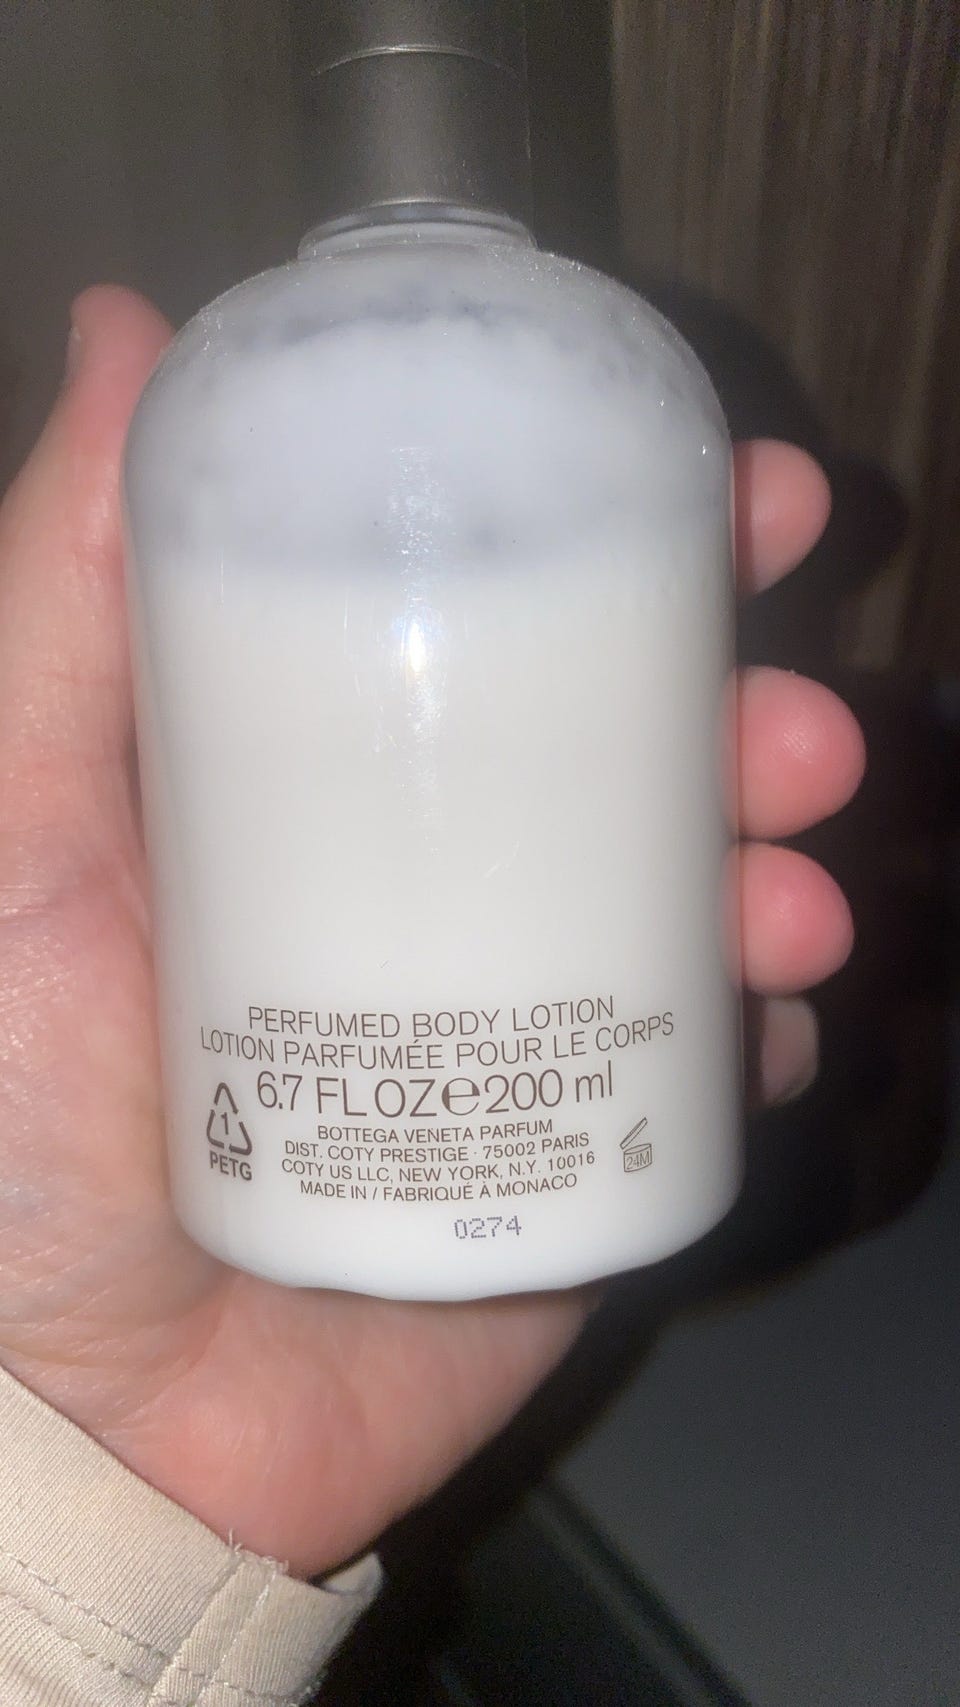 PERFUMED BODY LOTION
LOTION PARFUMÉE POUR LE CORPS
6.7 FL OZ℮200 ml
1
PETG
BOTTEGA VENETA PARFUM
DIST. COTY PRESTIGE · 75002 PARIS
COTY US LLC, NEW YORK, N.Y. 10016
MADE IN / FABRIQUÉ À MONACO
24M
0274